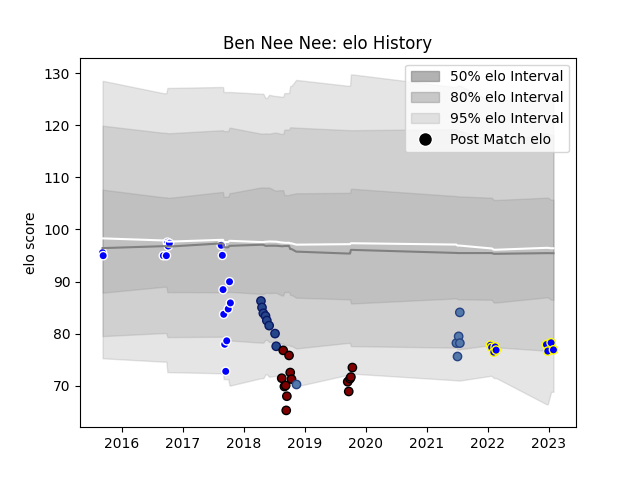 Ben Nee Nee: elo History
50% elo Interval
80% elo Interval
95% elo Interval
Post Match elo
elo score
130
120
110
100
90
80
70
2016 2017 2018 2019 2020 2021 2022 2023